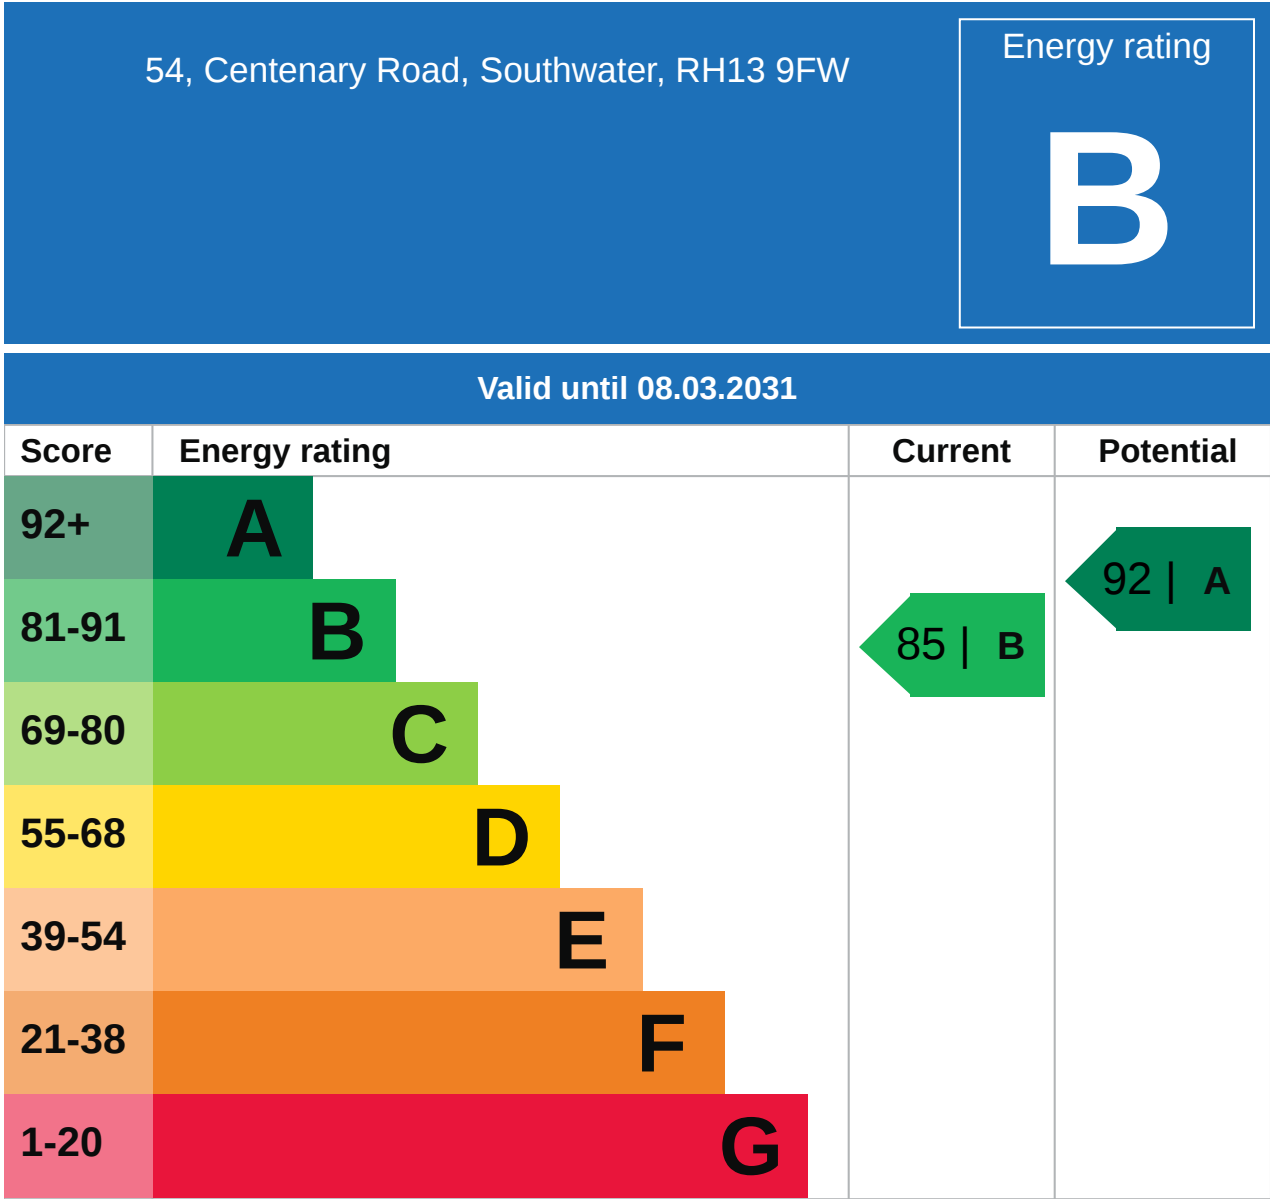 54, Centenary Road, Southwater, RH13 9FW
Energy rating
B
Valid until 08.03.2031
Score Energy rating Current Potential
92+ A
92 | A
81-91 B
85 | B
69-80 C
55-68 D
39-54 E
21-38 F
1-20 G